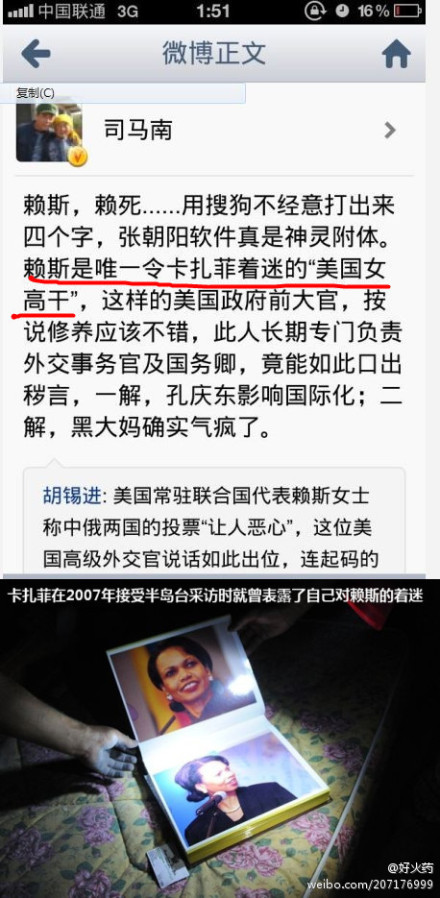 中国联通 3G 1:51 16%
微博正文
复制(C)
司马南
赖斯，赖死……用搜狗不经意打出来
四个字，张朝阳软件真是神灵附体。
赖斯是唯一令卡扎菲着迷的“美国女
高干”，这样的美国政府前大官，按
说修养应该不错，此人长期专门负责
外交事务官及国务卿，竟能如此口出
秽言，一解，孔庆东影响国际化；二
解，黑大妈确实气疯了。
胡锡进: 美国常驻联合国代表赖斯女士
称中俄两国的投票“让人恶心”，这位美
国高级外交官说话如此出位，连起码的
卡扎菲在2007年接受半岛台采访时就曾表露了自己对赖斯的着迷
@好火药
weibo.com/207176999